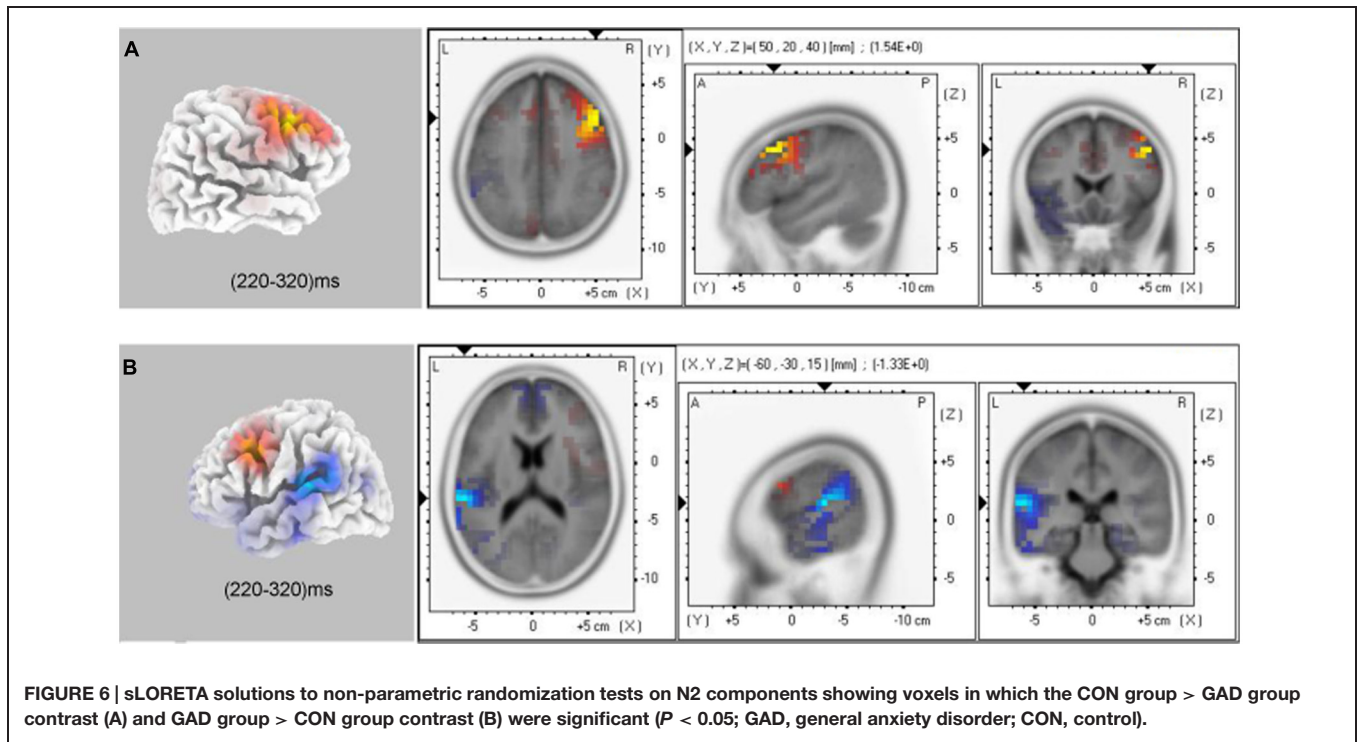 A
L R (Y)
(X,Y,Z)=( 50 , 20 , 40 ) [mm] ; (1.54E+0)
+5
0
-5
-10
-5 0 +5 cm (X)
A P (Z)
+5
0
-5
(Y) +5 0 -5 -10 cm
L R (Z)
+5
0
-5
-5 0 +5 cm (X)
(220-320)ms
B
L R (Y)
(X,Y,Z)=( -60 , -30 , 15 ) [mm] ; (-1.33E+0)
+5
0
-5
-10
-5 0 +5 cm (X)
A P (Z)
+5
0
-5
(Y) +5 0 -5 -10 cm
L R (Z)
+5
0
-5
-5 0 +5 cm (X)
(220-320)ms
FIGURE 6 | sLORETA solutions to non-parametric randomization tests on N2 components showing voxels in which the CON group > GAD group
contrast (A) and GAD group > CON group contrast (B) were significant (P < 0.05; GAD, general anxiety disorder; CON, control).